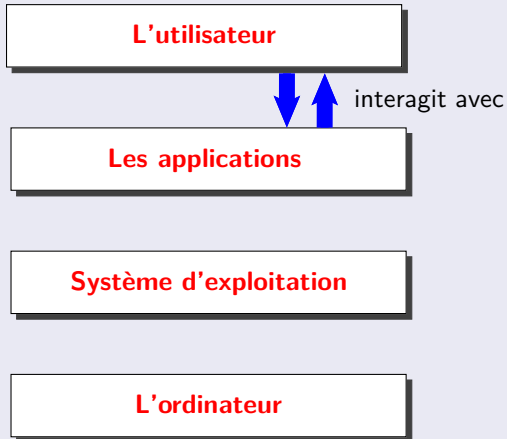 L'utilisateur
interagit avec
Les applications
Système d'exploitation
L'ordinateur